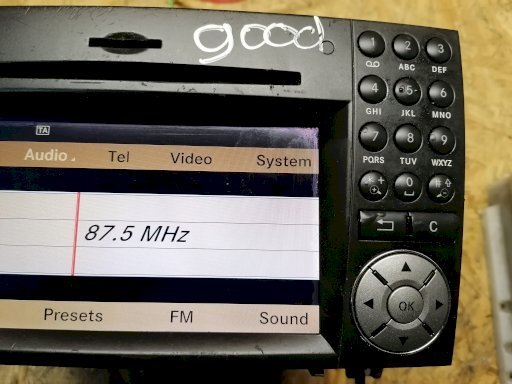 good
1 2 3
ABC DEF
4 5 6
GHI JKL MNO
7 8 9
PQRS TUV WXYZ
* + 0 #
C
OK
TA
Audio Tel Video System
87.5 MHz
Presets FM Sound